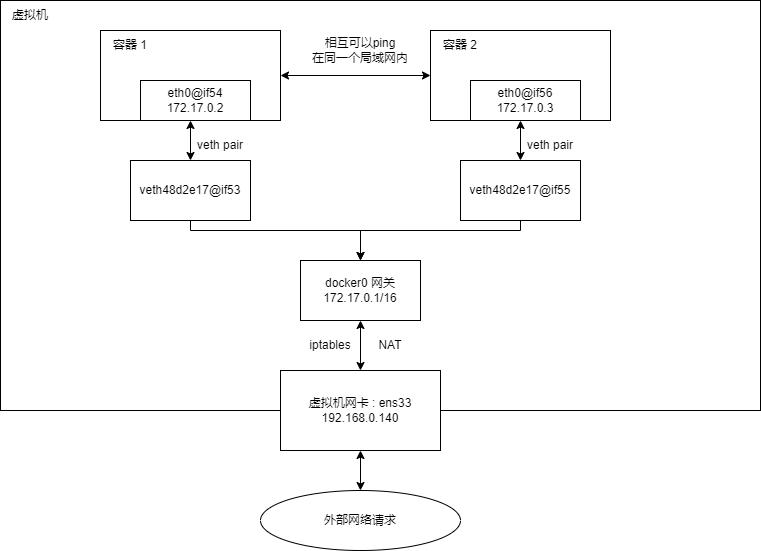 虚拟机
容器 1
相互可以ping
在同一个局域网内
容器 2
eth0@if54
172.17.0.2
eth0@if56
172.17.0.3
veth pair
veth pair
veth48d2e17@if53
veth48d2e17@if55
docker0 网关
172.17.0.1/16
iptables
NAT
虚拟机网卡 : ens33
192.168.0.140
外部网络请求